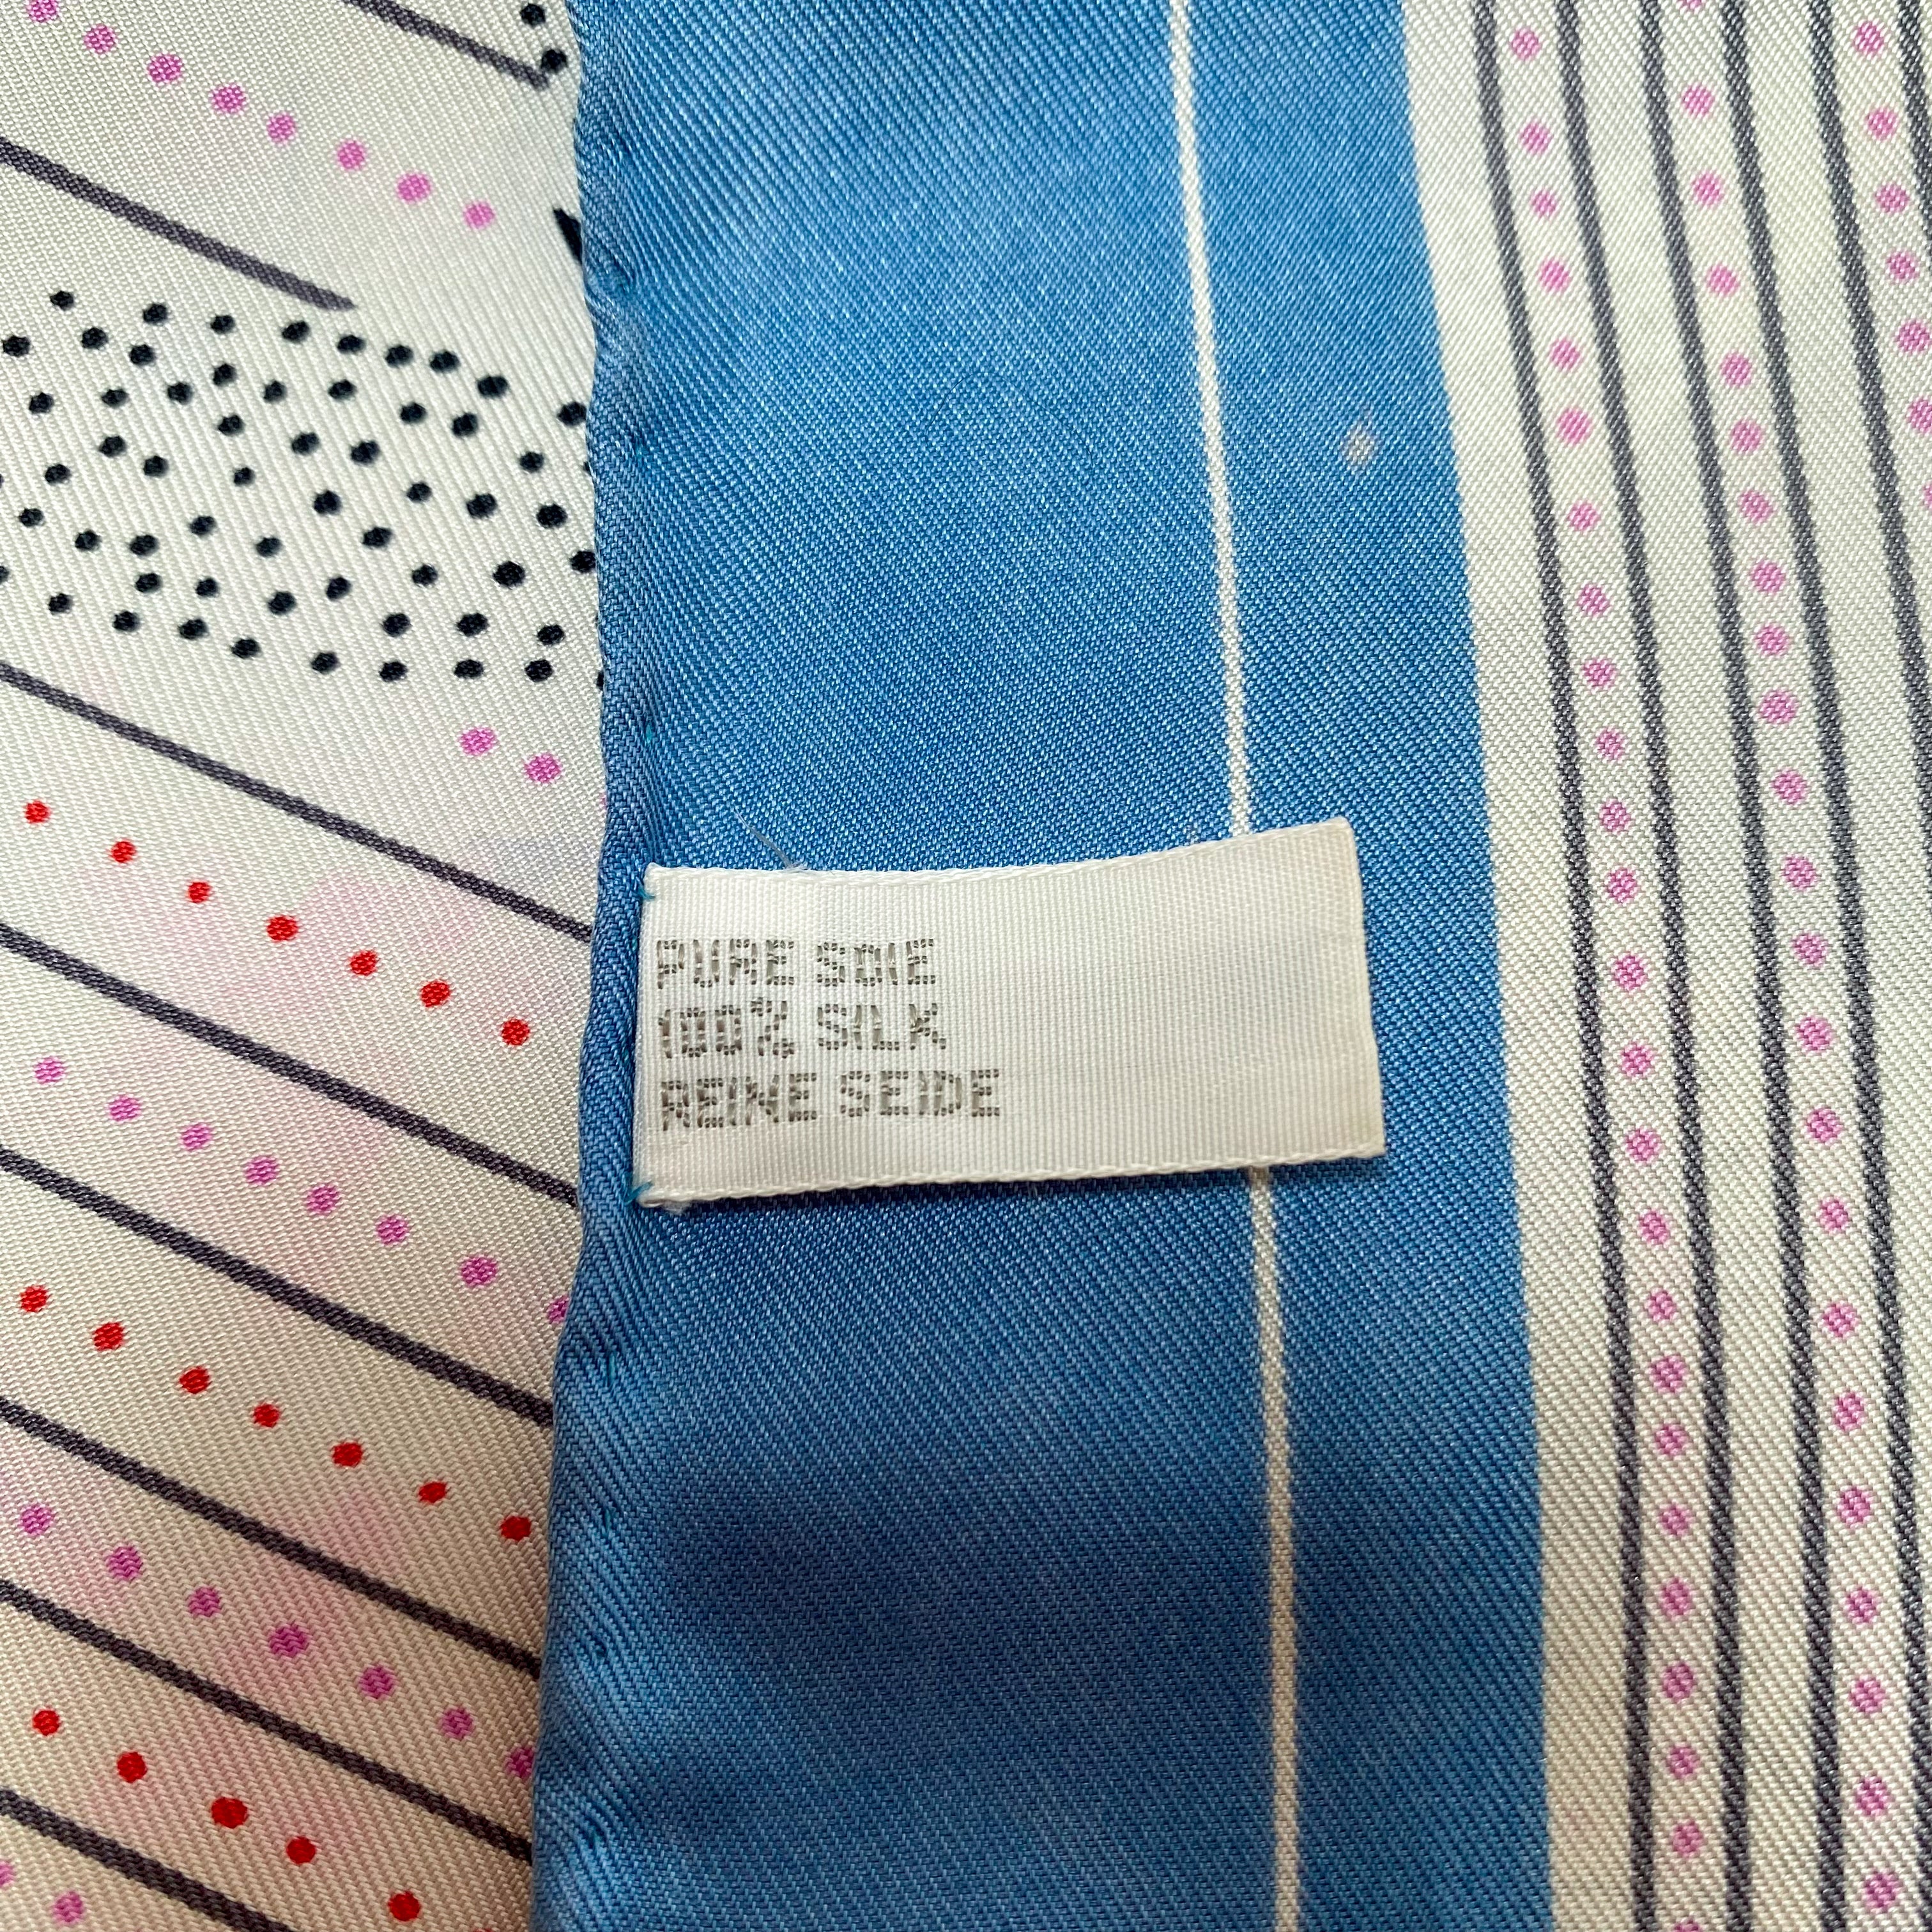 PURE SOIE
100% SILK
REINE SEIDE